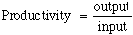 Productivity = output
input